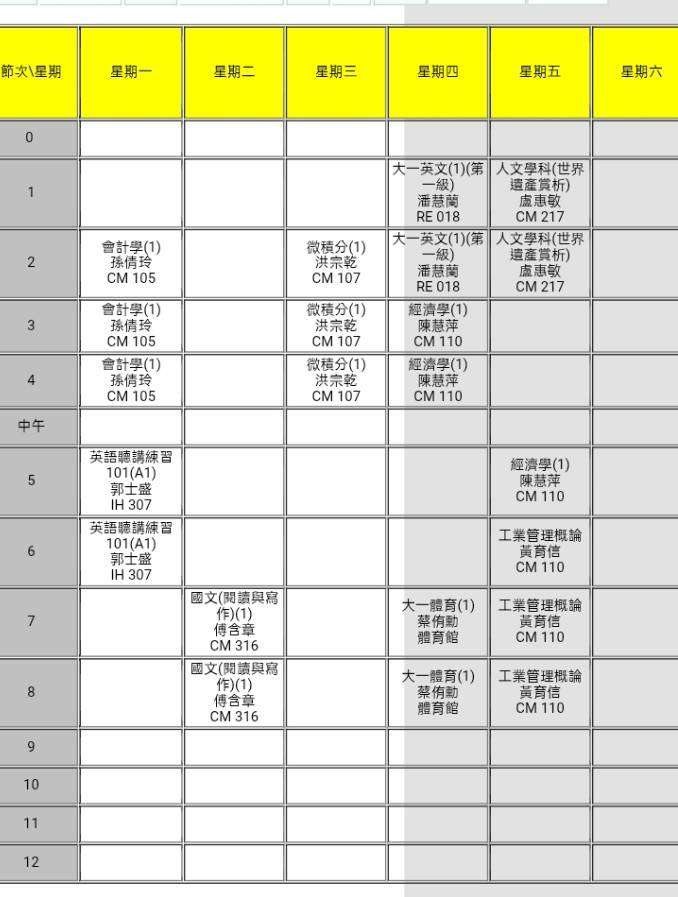 節次\星期 星期一 星期二 星期三 星期四 星期五 星期六
0
1
大一英文(1)(第
一級)
潘慧蘭
RE 018
人文學科(世界
遺產賞析)
盧惠敏
CM 217
2
會計學(1)
孫倩玲
CM 105
微積分(1)
洪宗乾
CM 107
大一英文(1)(第
一級)
潘慧蘭
RE 018
人文學科(世界
遺產賞析)
盧惠敏
CM 217
3
會計學(1)
孫倩玲
CM 105
微積分(1)
洪宗乾
CM 107
經濟學(1)
陳慧萍
CM 110
4
會計學(1)
孫倩玲
CM 105
微積分(1)
洪宗乾
CM 107
經濟學(1)
陳慧萍
CM 110
中午
5
英語聽講練習
101(A1)
郭士盛
IH 307
經濟學(1)
陳慧萍
CM 110
6
英語聽講練習
101(A1)
郭士盛
IH 307
工業管理概論
黃育信
CM 110
7
國文(閱讀與寫
作)(1)
傅含章
CM 316
大一體育(1)
蔡侑勳
體育館
工業管理概論
黃育信
CM 110
8
國文(閱讀與寫
作)(1)
傅含章
CM 316
大一體育(1)
蔡侑勳
體育館
工業管理概論
黃育信
CM 110
9
10
11
12